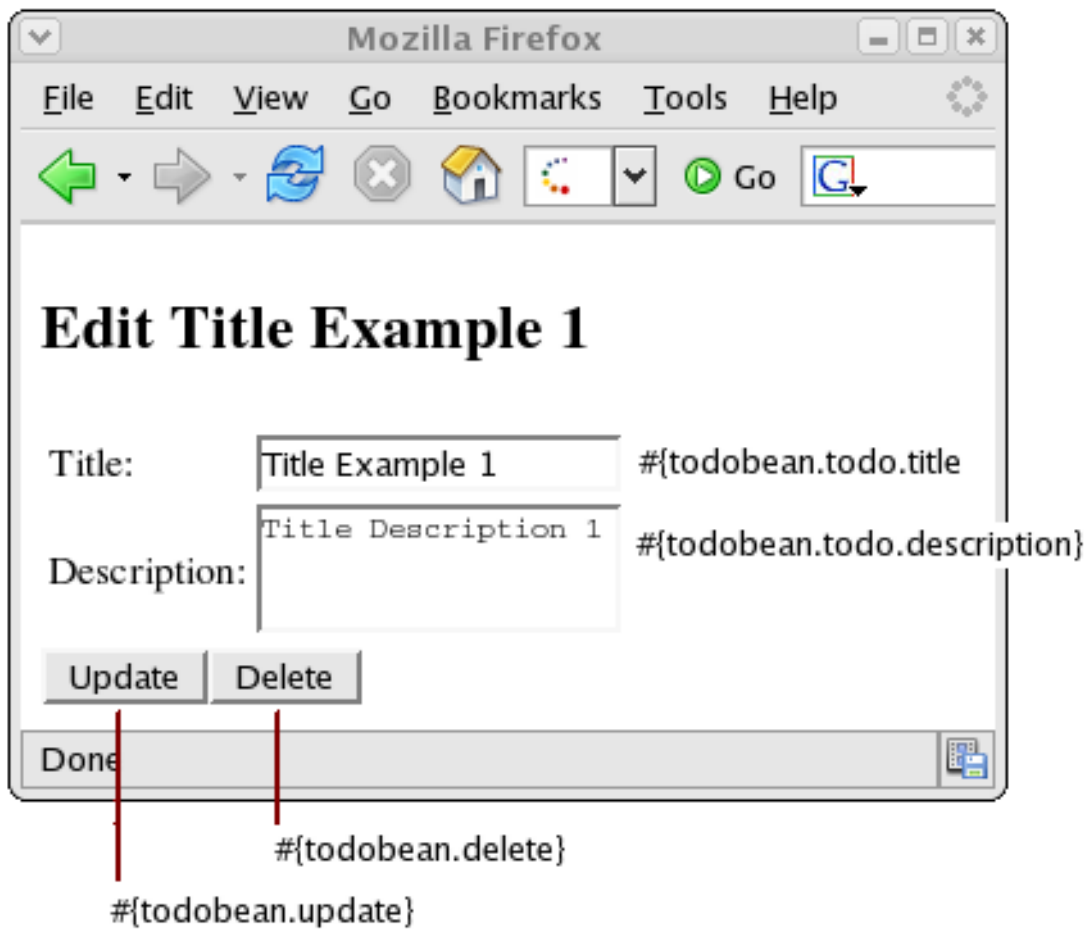 Mozilla Firefox
File Edit View Go Bookmarks Tools Help
Go G
Edit Title Example 1
Title: Title Example 1 #{todobean.todo.title
Title Description 1
#{todobean.todo.description}
Description:
Update Delete
Done
#{todobean.delete}
#{todobean.update}